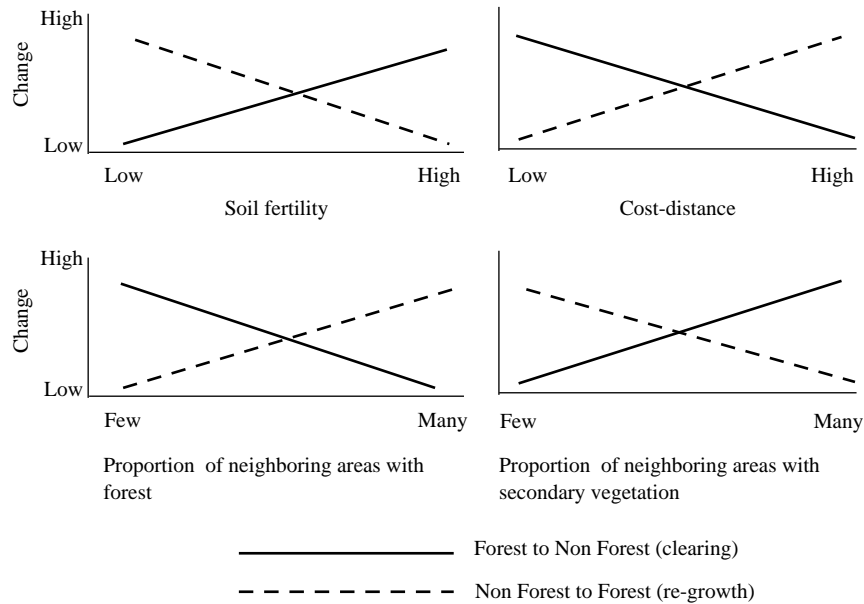 High
Change
Low
Low High
Soil fertility
Low High
Cost-distance
High
Change
Low
Few Many
Proportion of neighboring areas with
forest
Few Many
Proportion of neighboring areas with
secondary vegetation
Forest to Non Forest (clearing)
Non Forest to Forest (re-growth)